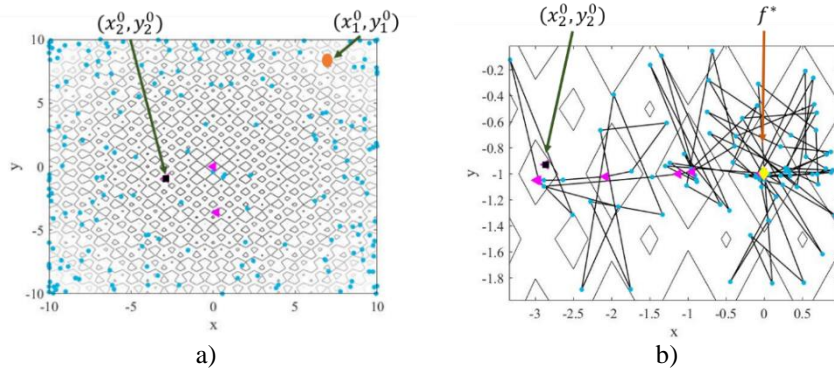 (x₂⁰, y₂⁰)
(x₁⁰, y₁⁰)
10
5
0
-5
-10
y
-10 -5 0 5 10
x
a)
(x₂⁰, y₂⁰)
f*
-0.2
-0.4
-0.6
-0.8
-1
-1.2
-1.4
-1.6
-1.8
y
-3 -2.5 -2 -1.5 -1 -0.5 0 0.5
x
b)